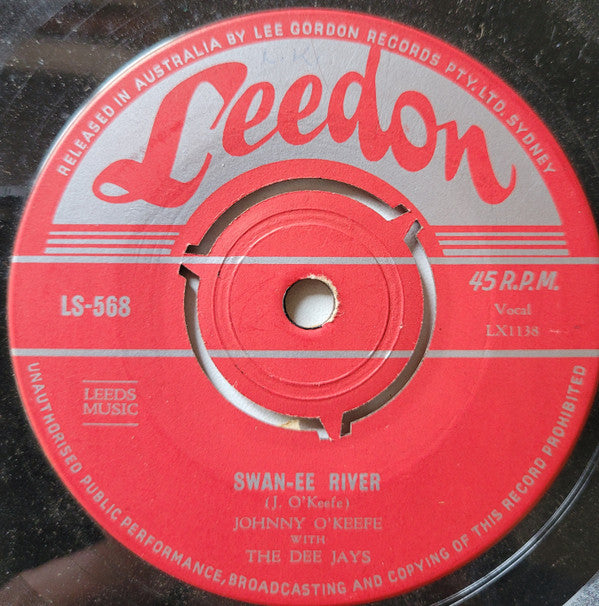 RELEASED IN AUSTRALIA BY LEE GORDON RECORDS PTY. LTD. SYDNEY
Leedon
LS-568
45 R.P.M.
Vocal
LX1138
LEEDS
MUSIC
SWAN-EE RIVER
(J. O'Keefe)
JOHNNY O'KEEFE
WITH
THE DEE JAYS
UNAUTHORISED PUBLIC PERFORMANCE, BROADCASTING AND COPYING OF THIS RECORD PROHIBITED